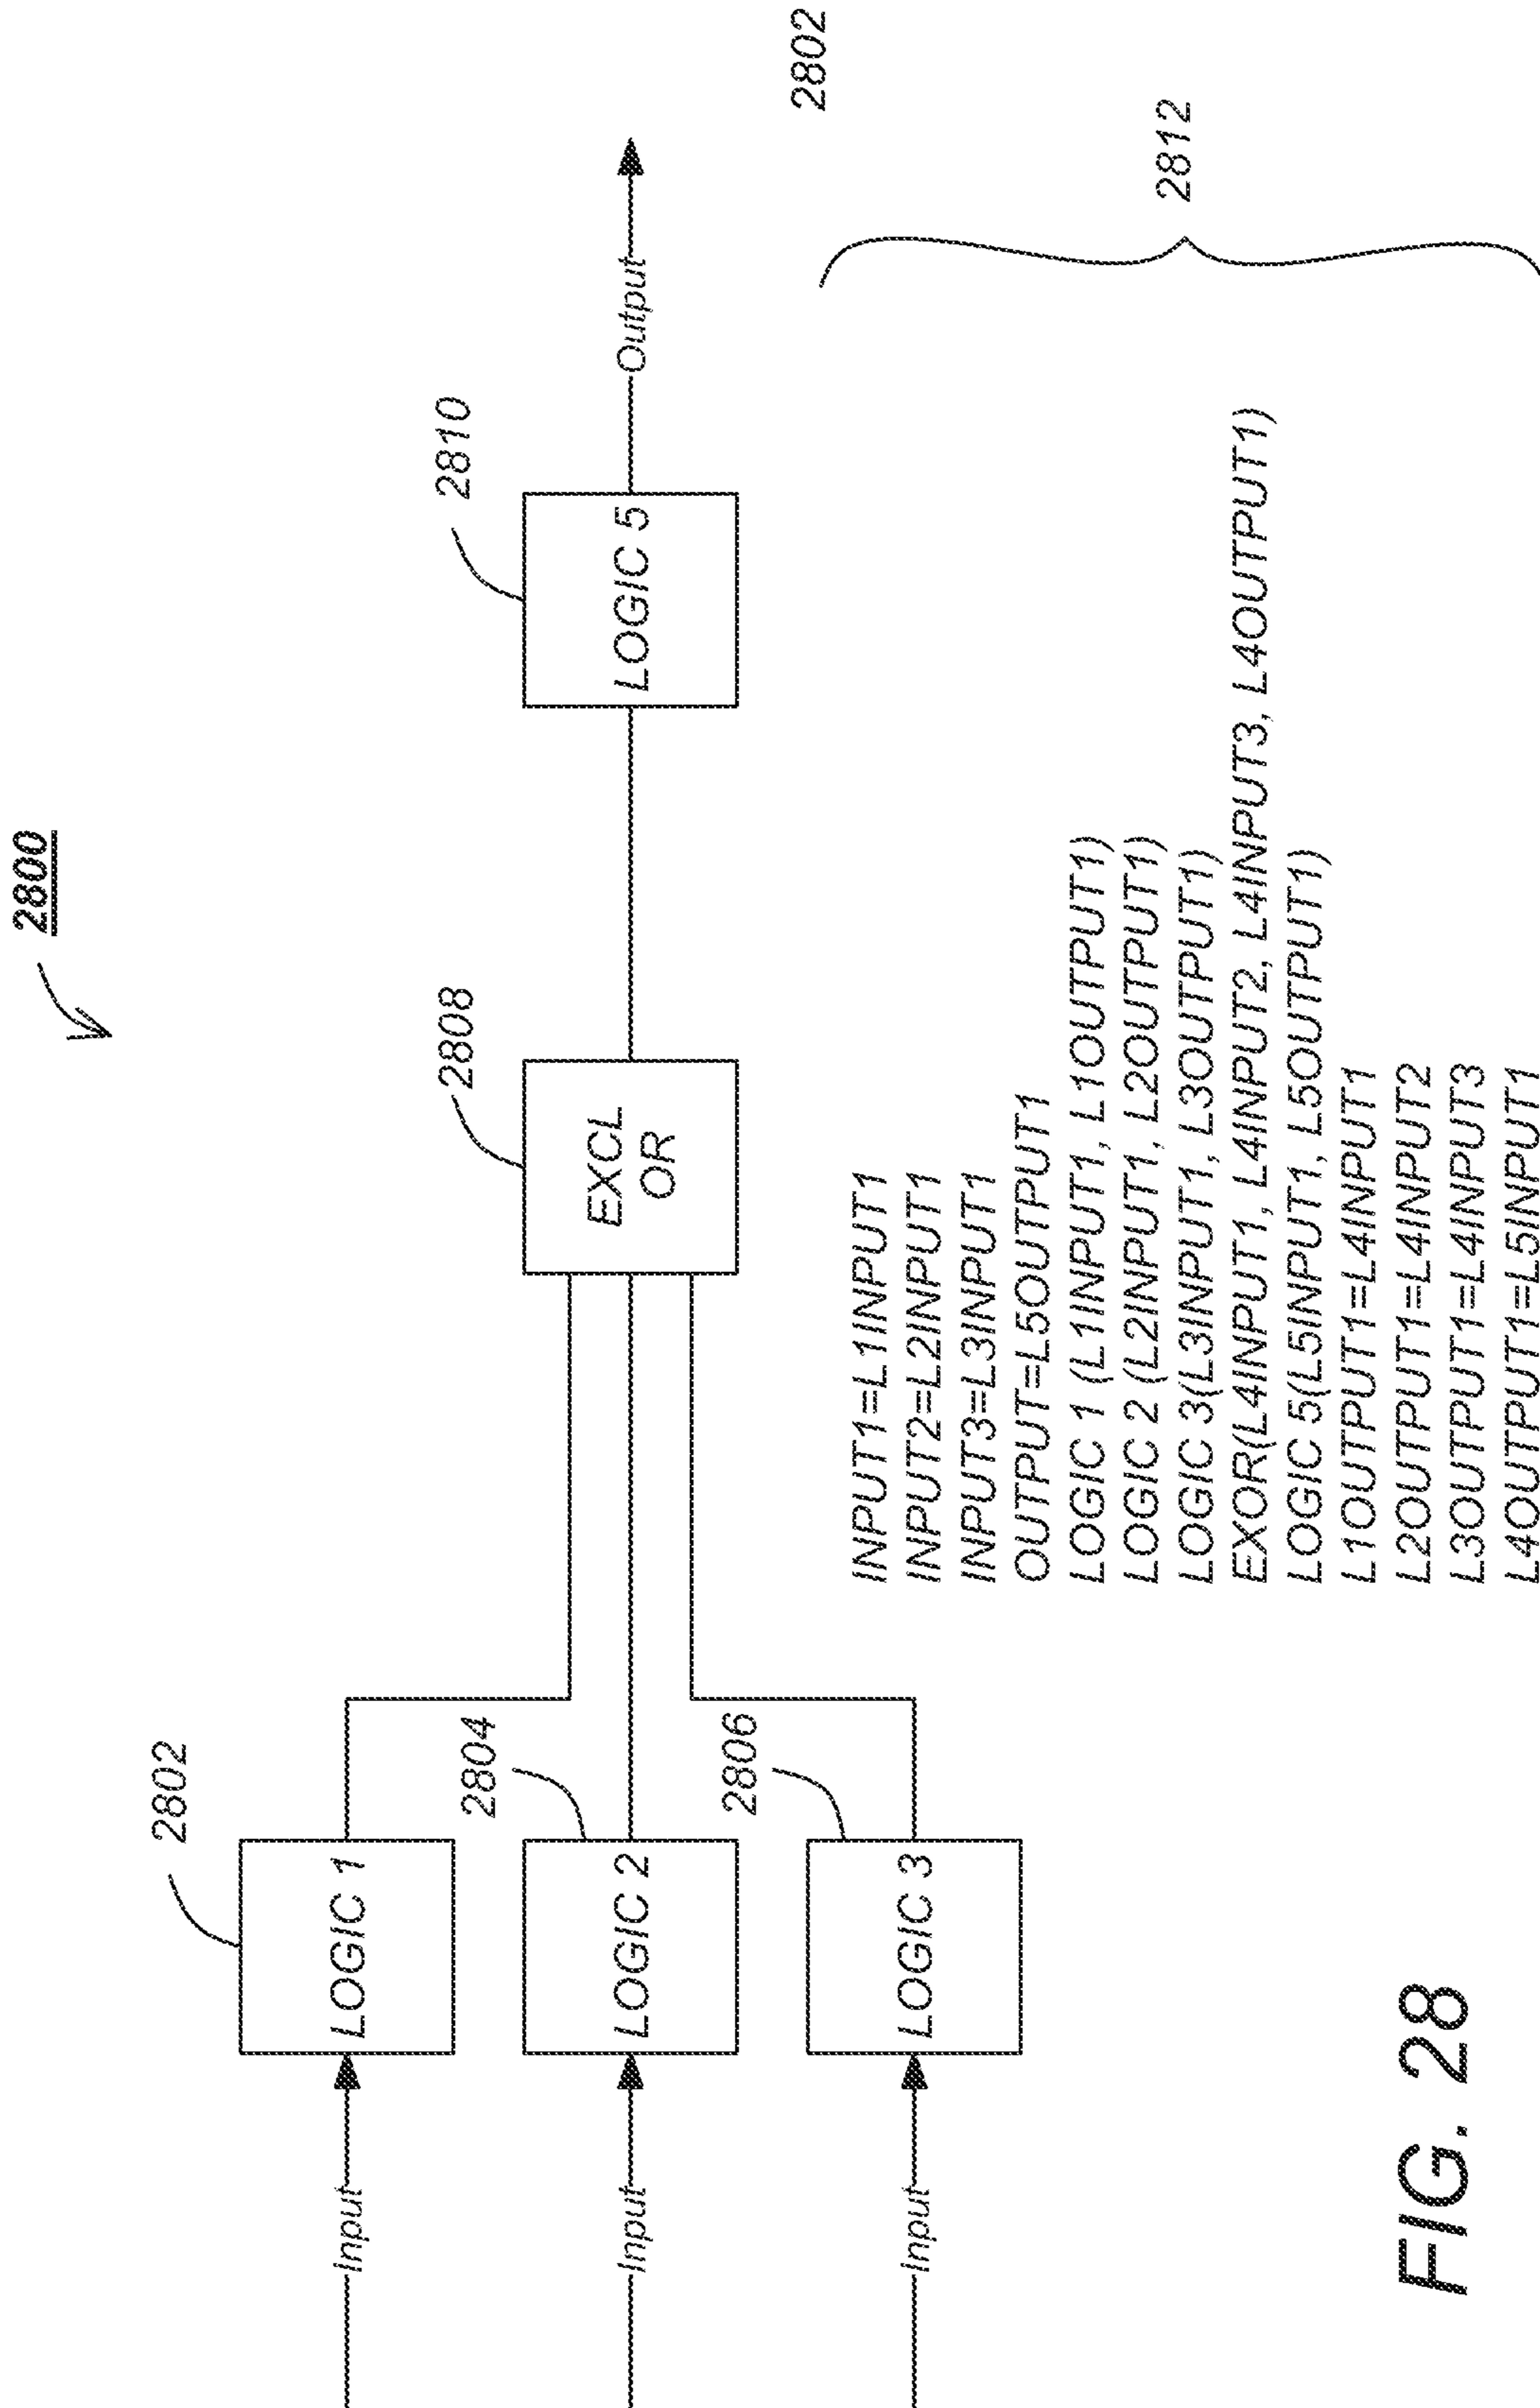 2800
2802
2804
2806
2808
2810
Input
LOGIC 1
Input
LOGIC 2
EXCL
OR
LOGIC 5
Output
Input
LOGIC 3
2802
INPUT1=L1INPUT1
INPUT2=L2INPUT1
INPUT3=L3INPUT1
OUTPUT=L5OUTPUT1
LOGIC 1 (L1INPUT1, L1OUTPUT1)
LOGIC 2 (L2INPUT1, L2OUTPUT1)
LOGIC 3(L3INPUT1, L3OUTPUT1)
EXOR(L4INPUT1, L4INPUT2, L4INPUT3, L4OUTPUT1)
LOGIC 5(L5INPUT1, L5OUTPUT1)
L1OUTPUT1=L4INPUT1
L2OUTPUT1=L4INPUT2
L3OUTPUT1=L4INPUT3
L4OUTPUT1=L5INPUT1
2812
FIG. 28